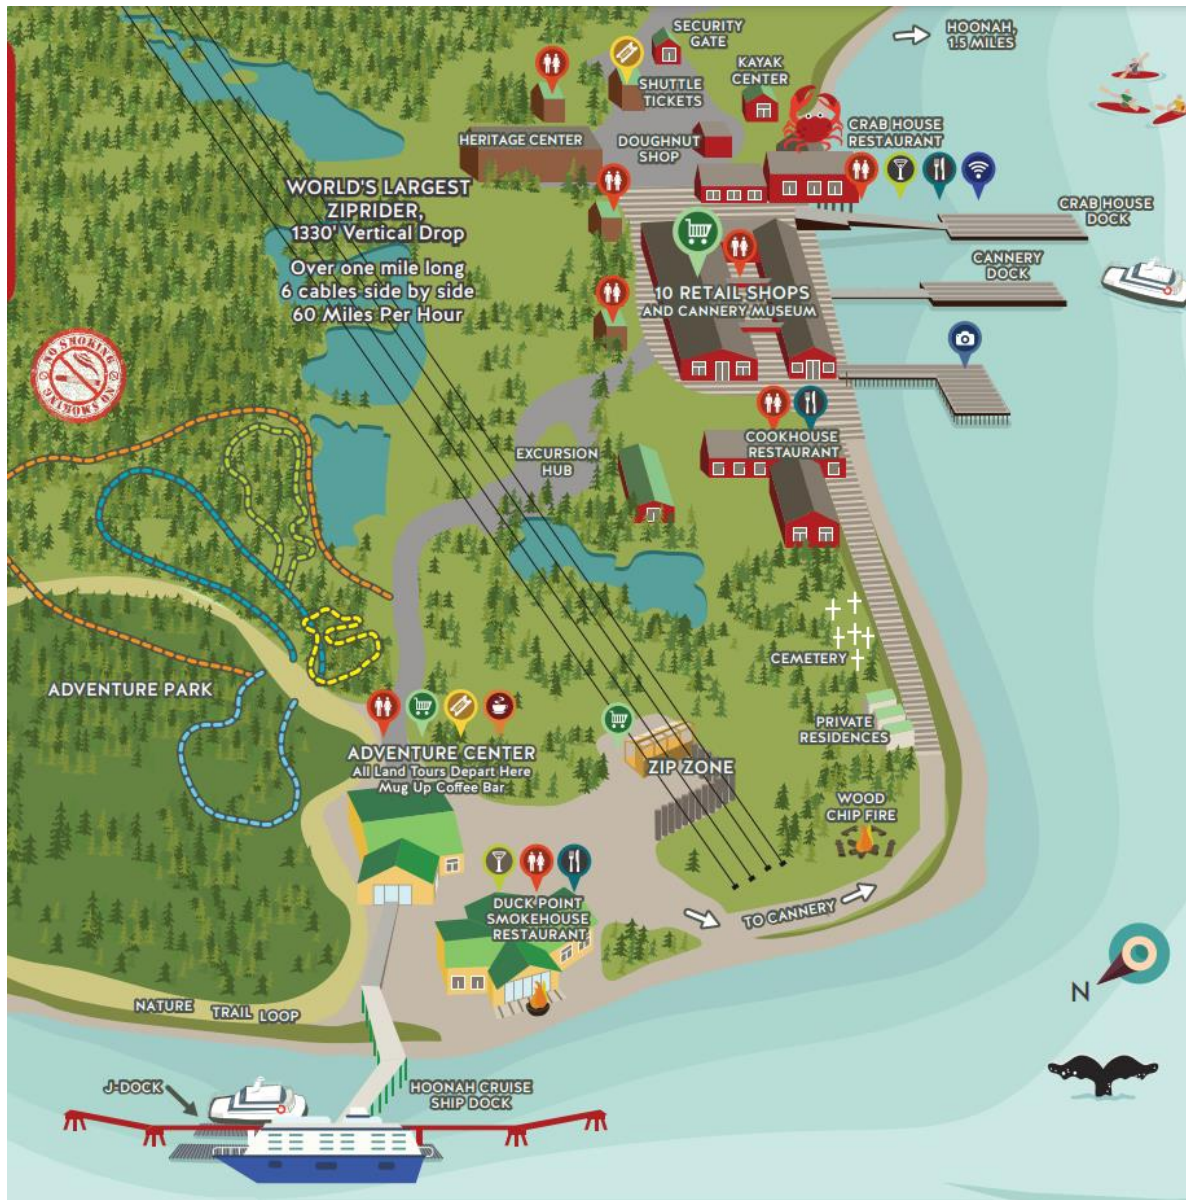 SECURITY
GATE
HOONAH,
1.5 MILES
KAYAK
CENTER
SHUTTLE
TICKETS
HERITAGE CENTER
DOUGHNUT
SHOP
CRAB HOUSE
RESTAURANT
WORLD'S LARGEST
ZIPRIDER,
1330' Vertical Drop
Over one mile long
6 cables side by side
60 Miles Per Hour
CRAB HOUSE
DOCK
CANNERY
DOCK
10 RETAIL SHOPS
AND CANNERY MUSEUM
NO SMOKING
NO SMOKING
COOKHOUSE
RESTAURANT
EXCURSION
HUB
CEMETERY
ADVENTURE PARK
PRIVATE
RESIDENCES
ADVENTURE CENTER
All Land Tours Depart Here
Mug Up Coffee Bar
ZIP ZONE
WOOD
CHIP FIRE
DUCK POINT
SMOKEHOUSE
RESTAURANT
TO CANNERY
N
NATURE TRAIL LOOP
J-DOCK
HOONAH CRUISE
SHIP DOCK